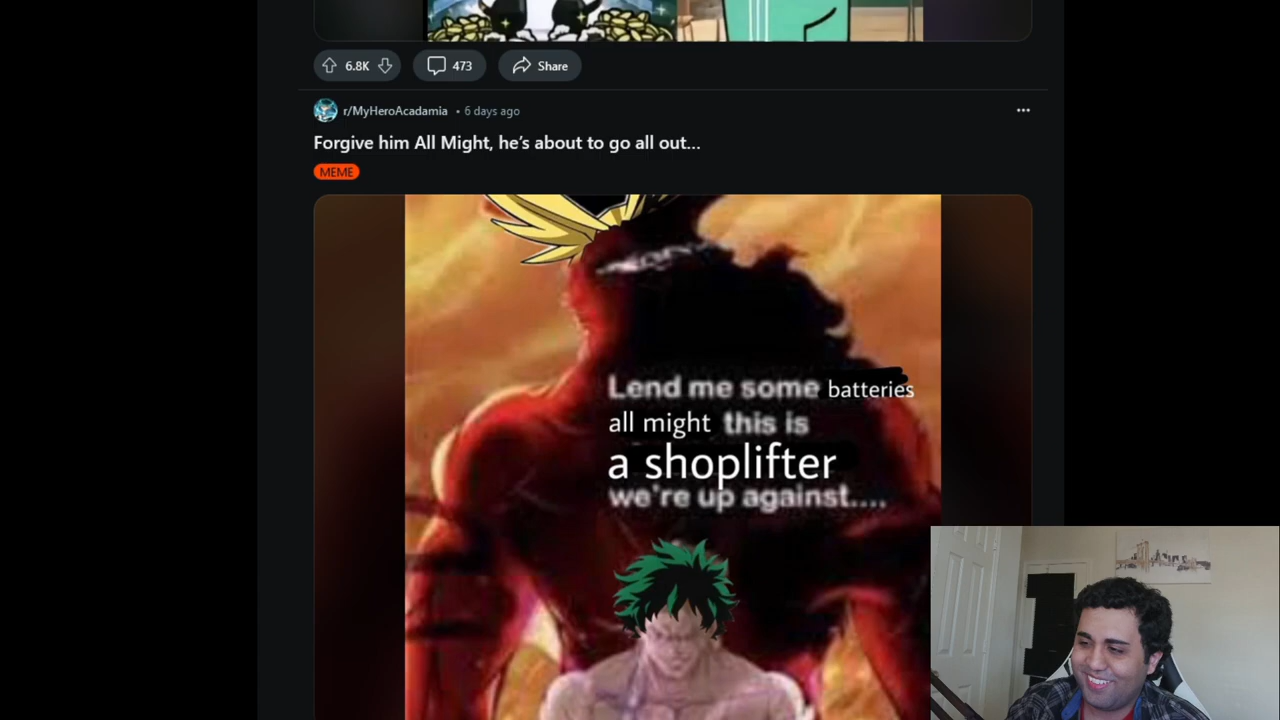 6.8K 473 Share
r/MyHeroAcadamia • 6 days ago
Forgive him All Might, he’s about to go all out...
MEME
Lend me some batteries
all might this is
a shoplifter
we're up against....